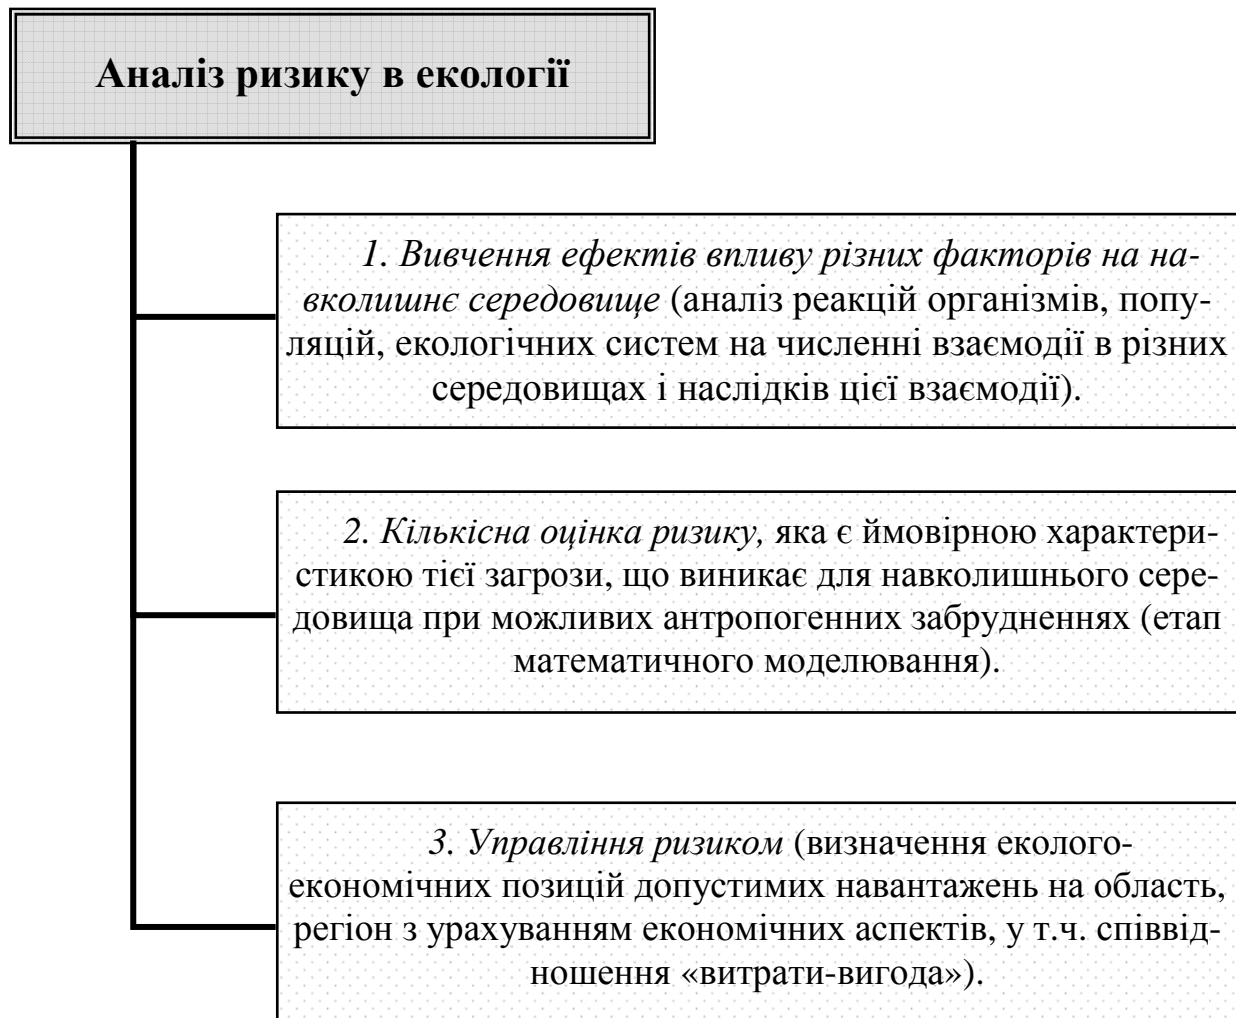 Аналіз ризику в екології
1. Вивчення ефектів впливу різних факторів на на-
вколишнє середовище (аналіз реакцій організмів, попу-
ляцій, екологічних систем на численні взаємодії в різних
середовищах і наслідків цієї взаємодії).
2. Кількісна оцінка ризику, яка є ймовірною характери-
стикою тієї загрози, що виникає для навколишнього сере-
довища при можливих антропогенних забрудненнях (етап
математичного моделювання).
3. Управління ризиком (визначення еколого-
економічних позицій допустимих навантажень на область,
регіон з урахуванням економічних аспектів, у т.ч. співвід-
ношення «витрати-вигода»).